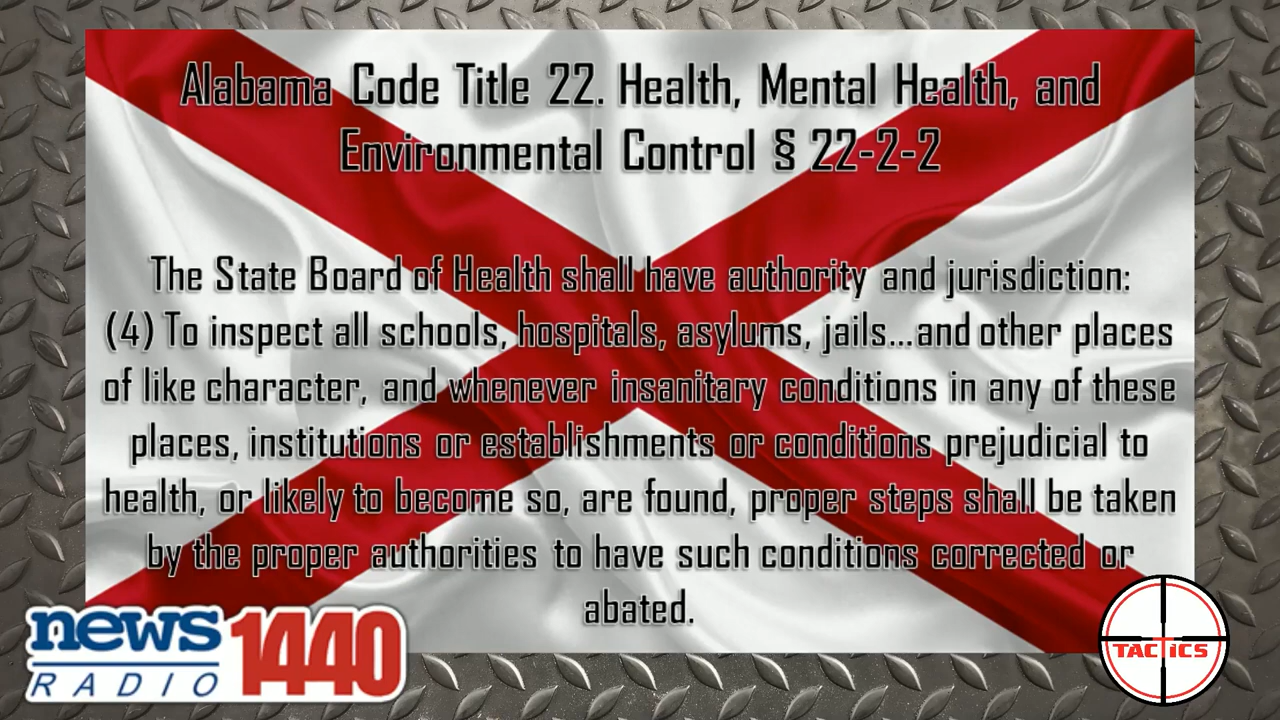 Alabama Code Title 22. Health, Mental Health, and
Environmental Control § 22-2-2
The State Board of Health shall have authority and jurisdiction:
(4) To inspect all schools, hospitals, asylums, jails...and other places
of like character, and whenever insanitary conditions in any of these
places, institutions or establishments or conditions prejudicial to
health, or likely to become so, are found, proper steps shall be taken
by the proper authorities to have such conditions corrected or
abated.
news 1440
RADIO
TACTICS